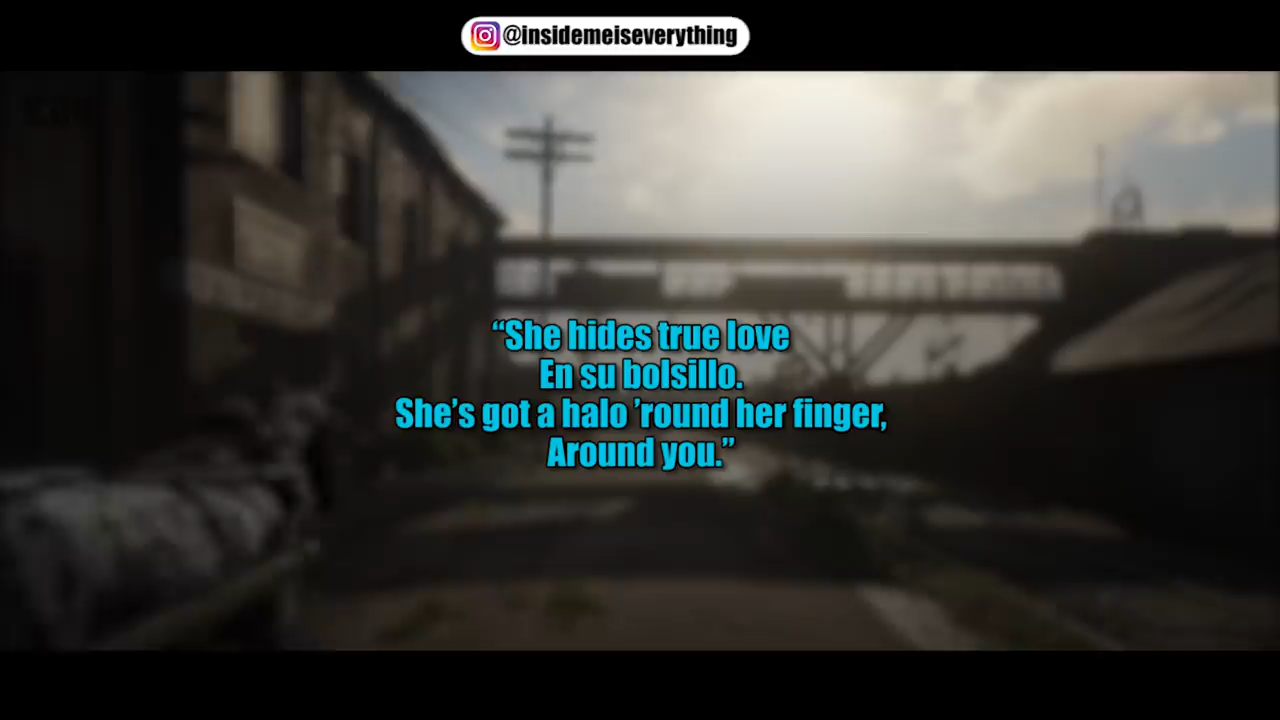 @insidemeiseverything
“She hides true love
En su bolsillo.
She’s got a halo ’round her finger,
Around you.”